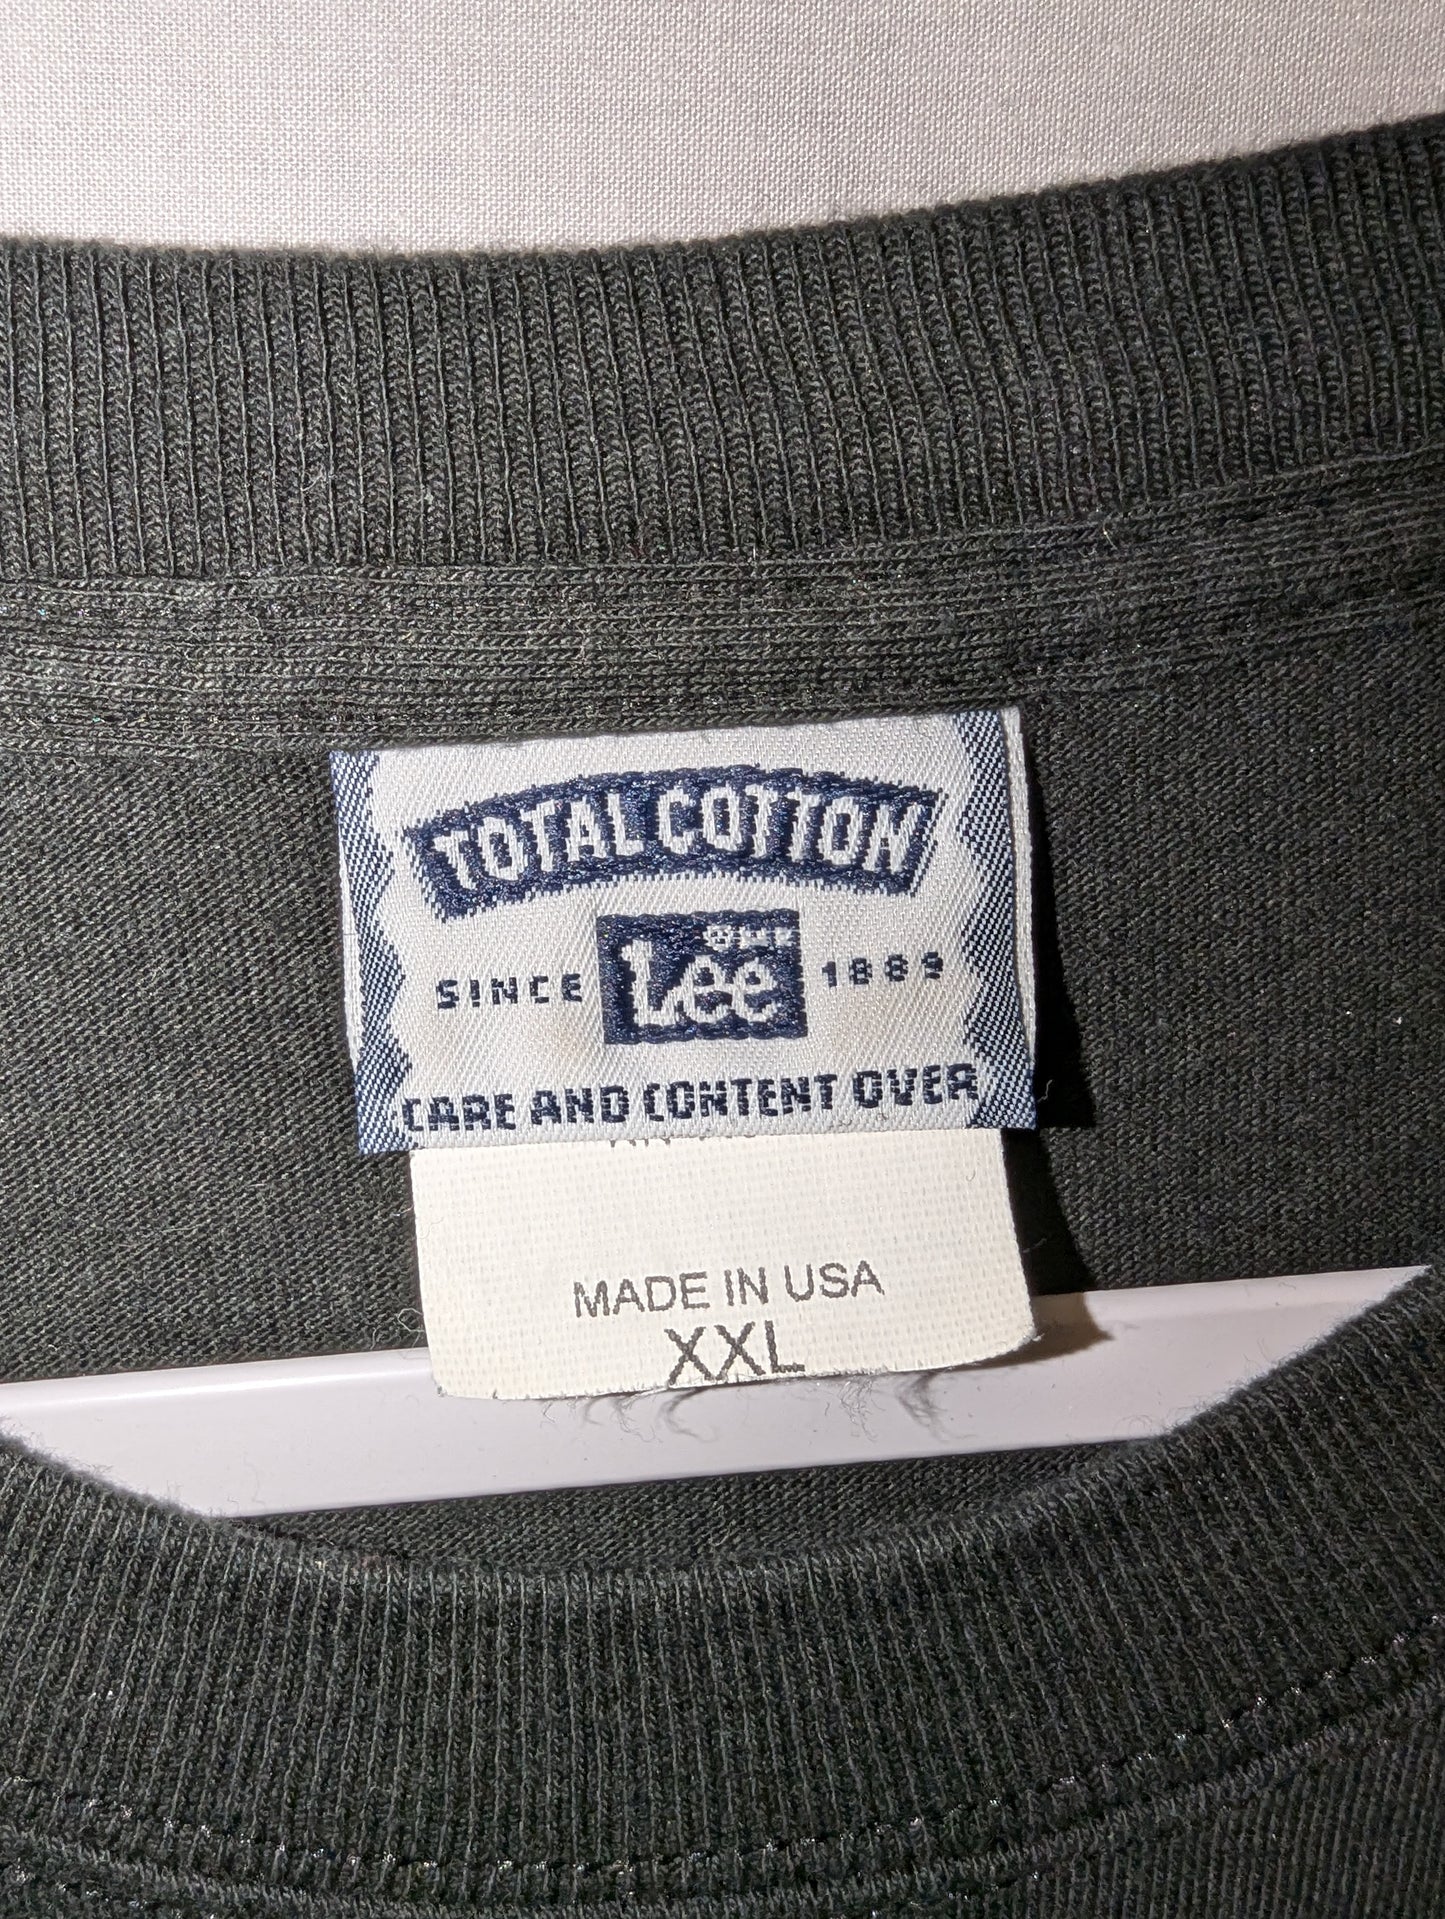 TOTAL COTTON
SINCE Lee 1889
CARE AND CONTENT OVER
MADE IN USA
XXL